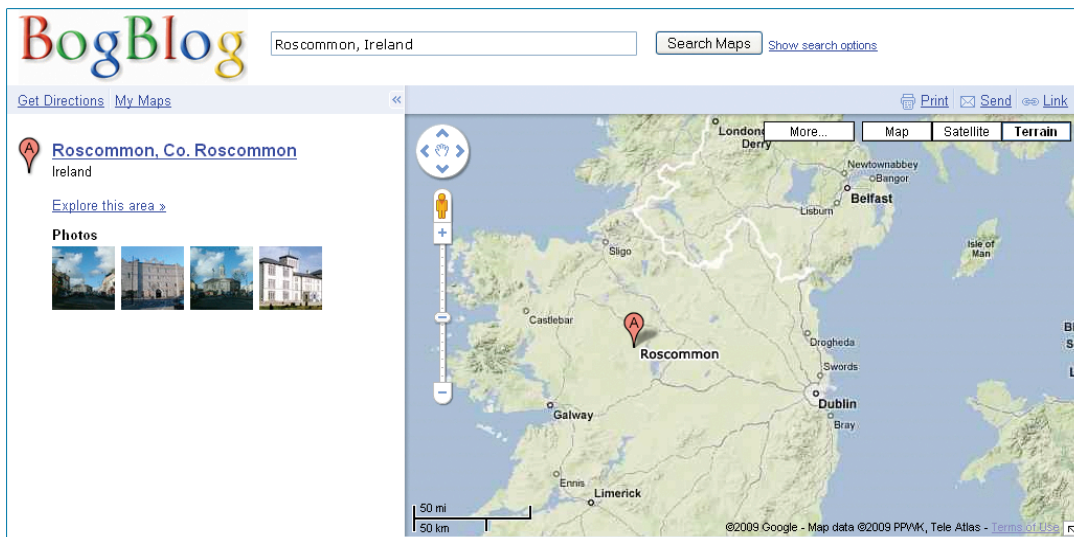 BogBlog
Roscommon, Ireland
Search Maps
Show search options
Get Directions
My Maps
«
Print
Send
Link
A
Roscommon, Co. Roscommon
Ireland
Explore this area »
Photos
More...
Map
Satellite
Terrain
Derry
Newtownabbey
Bangor
Belfast
Lisburn
Sligo
Isle of
Man
Castlebar
A
Roscommon
Drogheda
Swords
Dublin
Galway
Bray
Ennis
Limerick
50 mi
50 km
©2009 Google - Map data ©2009 PPWK, Tele Atlas - Terms of Use